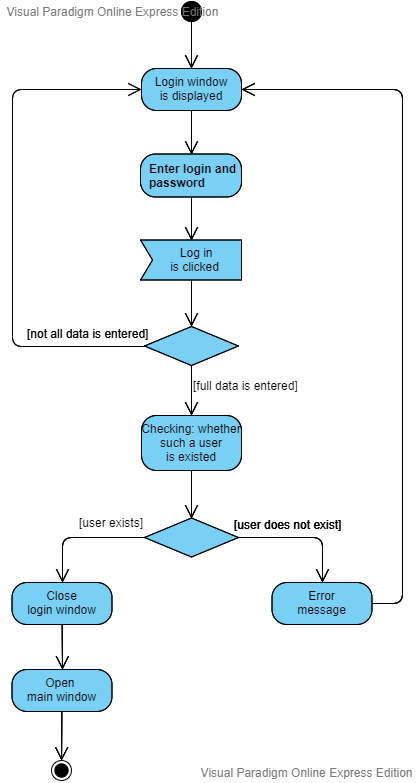 Visual Paradigm Online Express Edition
Login window
is displayed
Enter login and
password
Log in
is clicked
[not all data is entered]
[full data is entered]
Checking: whether
such a user
is existed
[user exists]
[user does not exist]
Close
login window
Error
message
Open
main window
Visual Paradigm Online Express Edition